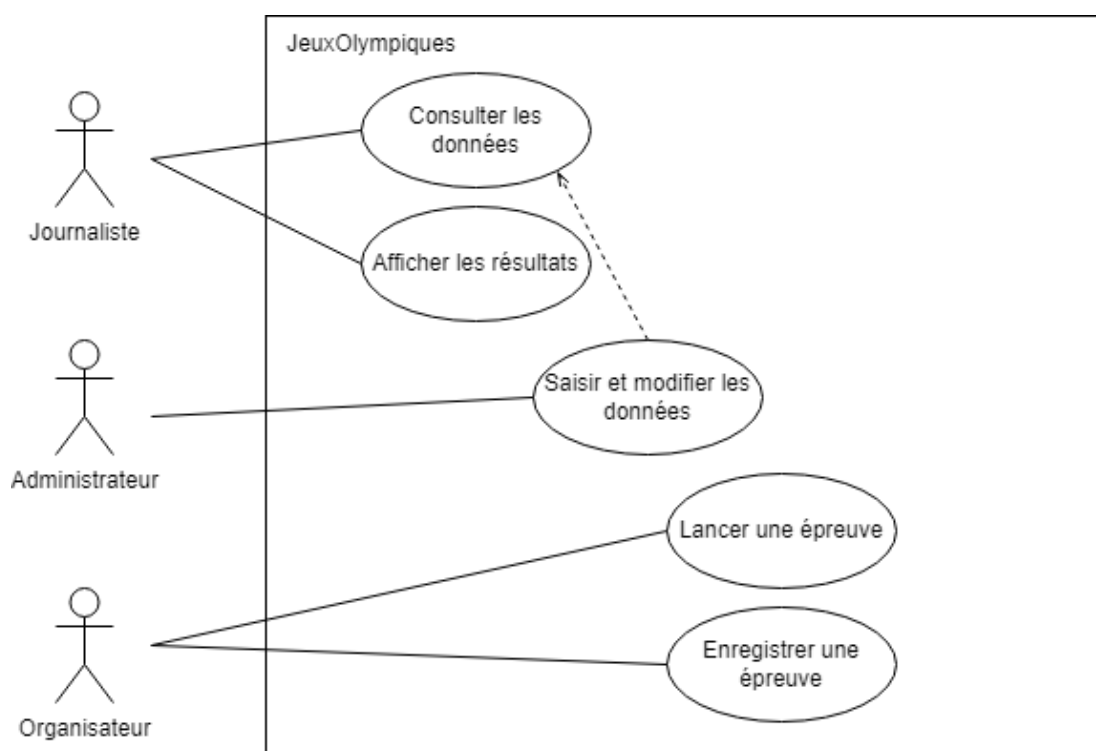 JeuxOlympiques
Consulter les
données
Journaliste
Afficher les résultats
Saisir et modifier les
données
Administrateur
Lancer une épreuve
Enregistrer une
épreuve
Organisateur